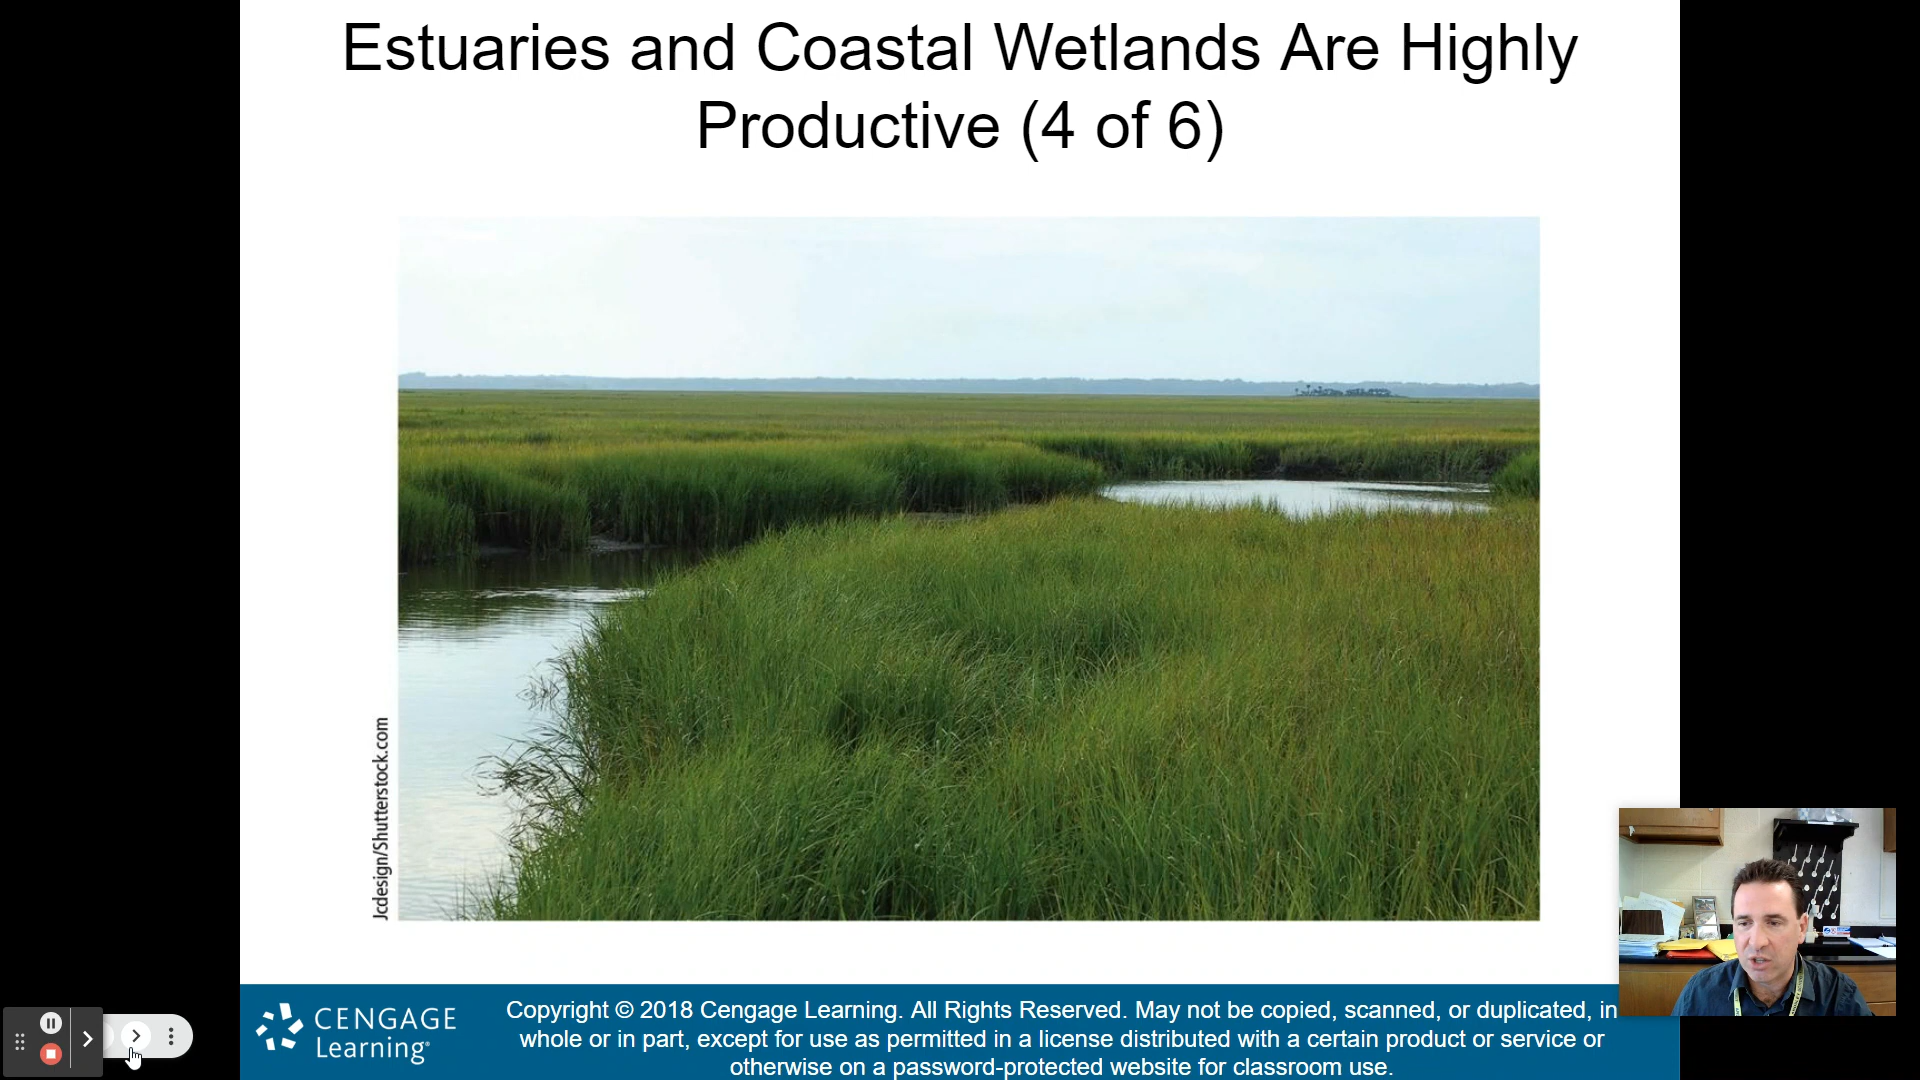 Estuaries and Coastal Wetlands Are Highly
Productive (4 of 6)
Jcdesign/Shutterstock.com
CENGAGE
Learning®
Copyright © 2018 Cengage Learning. All Rights Reserved. May not be copied, scanned, or duplicated, in
whole or in part, except for use as permitted in a license distributed with a certain product or service or
otherwise on a password-protected website for classroom use.